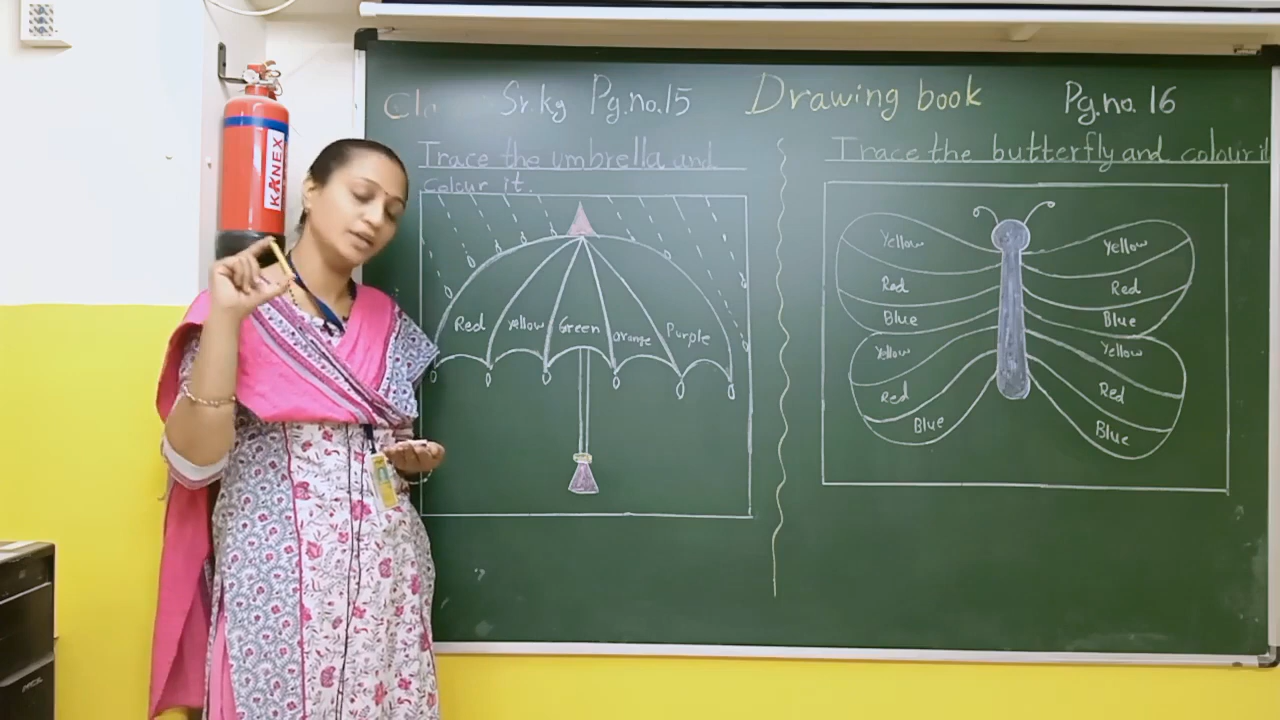 KANEX
Cla Sr.kg Pg.no.15 Drawing book Pg.no.16
Trace the umbrella and
colour it.
Red Yellow Green orange Purple
Trace the butterfly and colour it
Yellow Yellow
Red Red
Blue Blue
Yellow Yellow
Red Red
Blue Blue